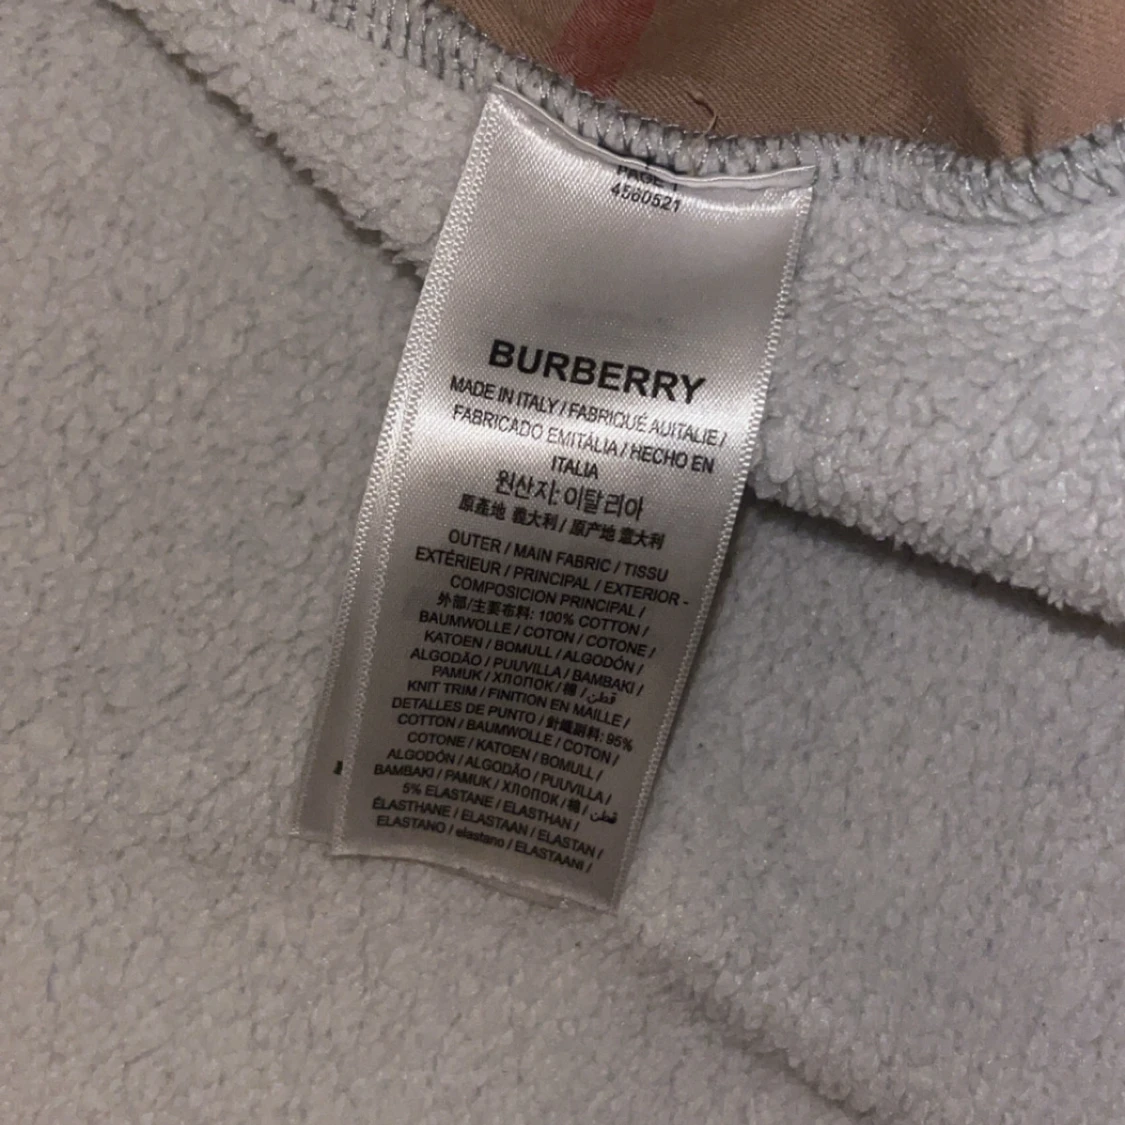 PAGE 1
4560521
BURBERRY
MADE IN ITALY / FABRIQUÉ AUITALIE /
FABRICADO EMITÀLIA / HECHO EN
ITALIA
원산지: 이탈리아
原產地 義大利 / 原产地 意大利
OUTER / MAIN FABRIC / TISSU
EXTÉRIEUR / PRINCIPAL / EXTERIOR -
COMPOSICION PRINCIPAL /
外部/主要布料: 100% COTTON /
BAUMWOLLE / COTON / COTONE /
KATOEN / BOMULL / ALGODÓN /
ALGODÃO / PUUVILLA / BAMBAKI /
PAMUK / ХЛОПОК / 棉 / قطن
KNIT TRIM / FINITION EN MAILLE /
DETALLES DE PUNTO / 針織副料: 95%
COTTON / BAUMWOLLE / COTON /
COTONE / KATOEN / BOMULL /
ALGODÓN / ALGODÃO / PUUVILLA /
BAMBAKI / PAMUK / ХЛОПОК / 棉 / قطن
5% ELASTANE / ELASTHAN /
ÉLASTHANE / ELASTAAN / ELASTAN /
ELASTANO / elastano / ELASTAANI /